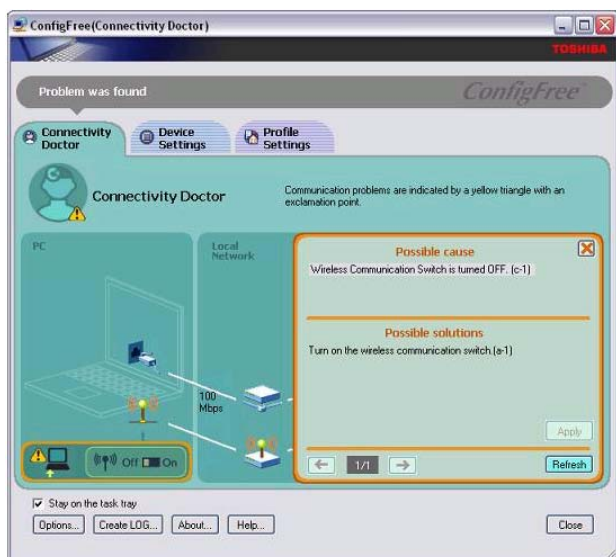 ConfigFree(Connectivity Doctor)
TOSHIBA
Problem was found
ConfigFree
Connectivity
Doctor
Device
Settings
Profile
Settings
Connectivity Doctor
Communication problems are indicated by a yellow triangle with an
exclamation point.
PC
Local
Network
Possible cause
Wireless Communication Switch is turned OFF. (c-1)
Possible solutions
Turn on the wireless communication switch.(a-1)
100
Mbps
Apply
Off On
1/1
Refresh
Stay on the task tray
Options... Create LOG... About... Help... Close